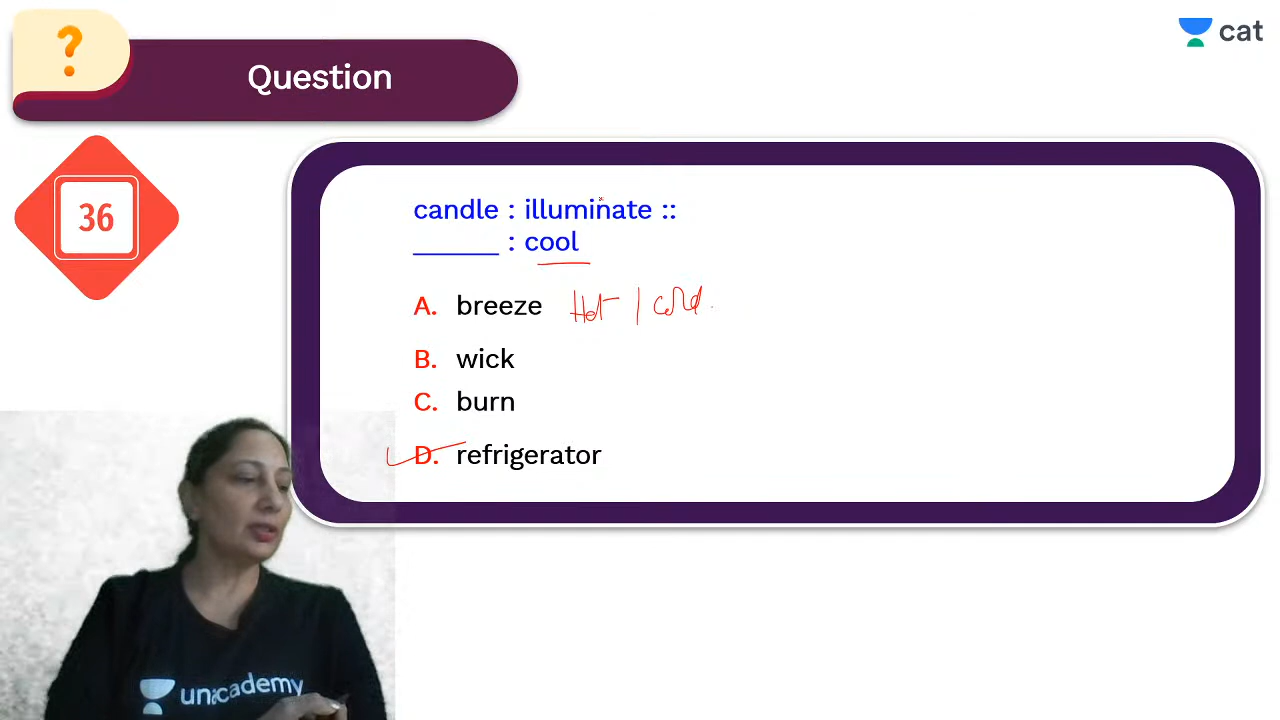 ?
Question
cat
36
candle : illuminate ::
______ : cool
A. breeze Hot | cold
B. wick
C. burn
D. refrigerator
unacademy